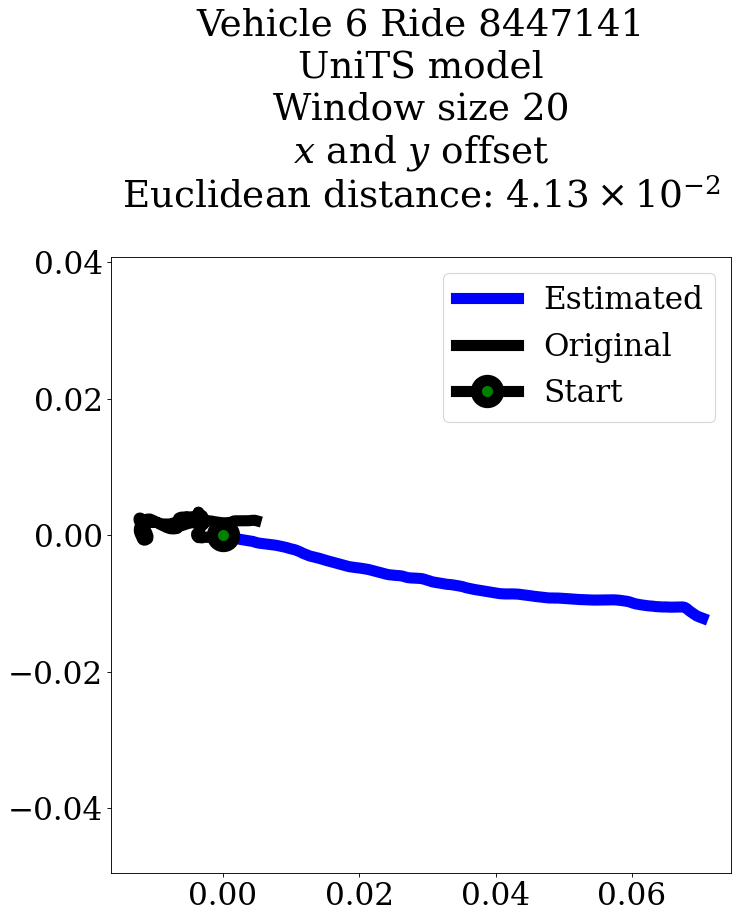 Vehicle 6 Ride 8447141
UniTS model
Window size 20
x and y offset
Euclidean distance: 4.13 × 10⁻²
0.04
0.02
0.00
−0.02
−0.04
Estimated
Original
Start
0.00 0.02 0.04 0.06